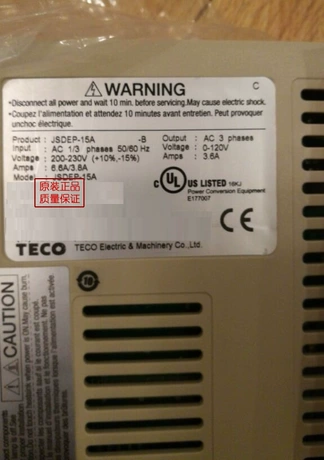 WARNING
C
•Disconnect all power and wait 10 min. before servicing.May cause electric shock.
•Coupez l'alimentation et attendez 10 minutes avant entretien. Peut provoquer
unchoc électrique.
Product : JSDEP-15A -B Output : AC 3 phases
Input : AC 1/3 phases 50/60 Hz Voltage : 0-120V
Voltage : 200-230V (+10%,-15%) Amps : 3.6A
Amps : 6.6A/3.8A
Model : JSDEP-15A
原装正品
质量保证
C UL US LISTED 16KJ
Power Conversion Equipment
E177007
CE
TECO TECO Electric & Machinery Co.,Ltd.
10
CAUTION